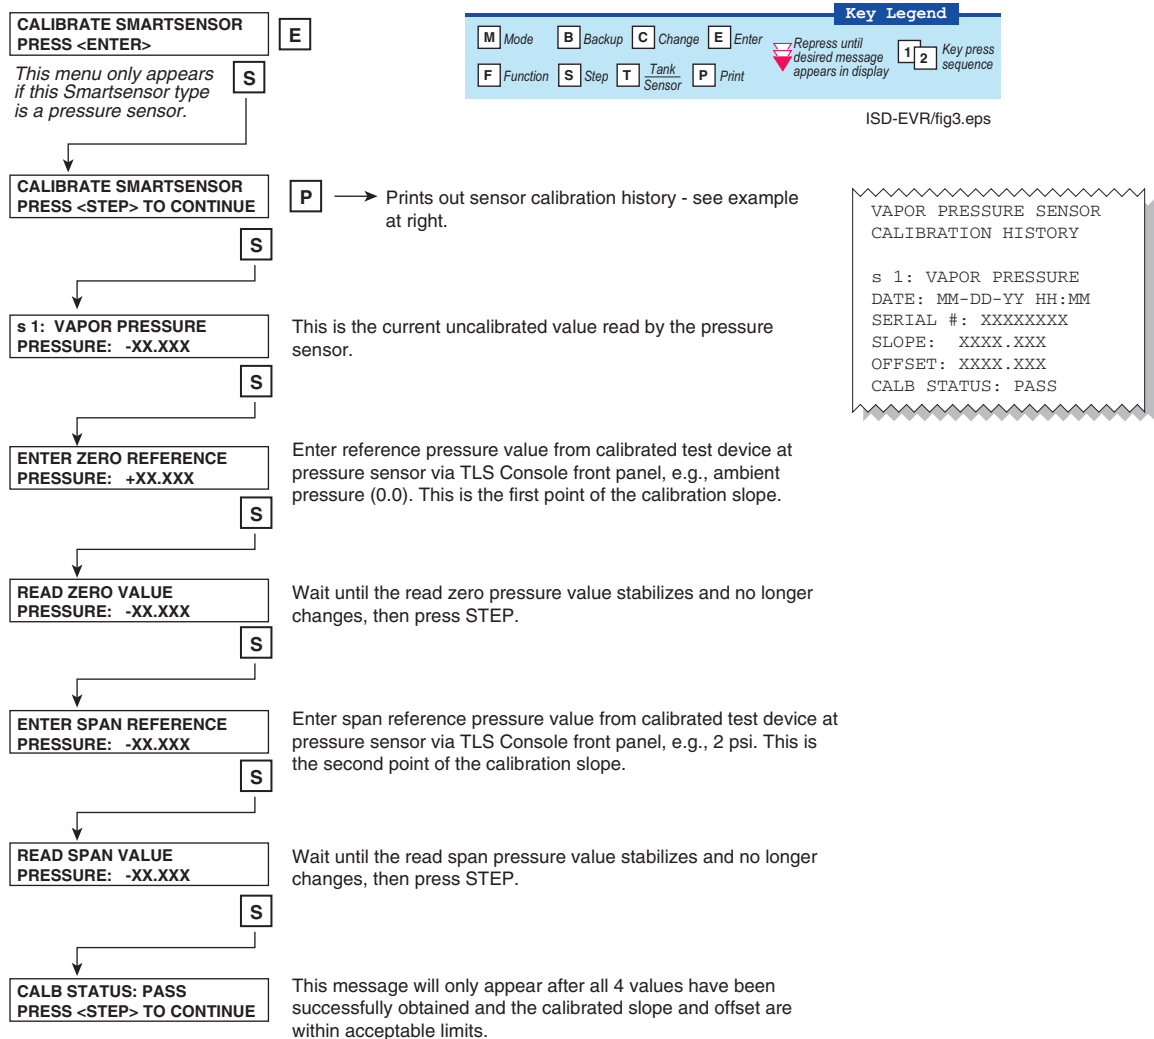 CALIBRATE SMARTSENSOR
PRESS <ENTER>
E
This menu only appears
if this Smartsensor type
is a pressure sensor.
S
Key Legend
M Mode B Backup C Change E Enter
F Function S Step T Tank
Sensor P Print
Repress until
desired message
appears in display
1 2
Key press
sequence
ISD-EVR/fig3.eps
CALIBRATE SMARTSENSOR
PRESS <STEP> TO CONTINUE
P
Prints out sensor calibration history - see example
at right.
S
VAPOR PRESSURE SENSOR
CALIBRATION HISTORY
s 1: VAPOR PRESSURE
DATE: MM-DD-YY HH:MM
SERIAL #: XXXXXXXX
SLOPE: XXXX.XXX
OFFSET: XXXX.XXX
CALB STATUS: PASS
s 1: VAPOR PRESSURE
PRESSURE: -XX.XXX
This is the current uncalibrated value read by the pressure
sensor.
S
ENTER ZERO REFERENCE
PRESSURE: +XX.XXX
Enter reference pressure value from calibrated test device at
pressure sensor via TLS Console front panel, e.g., ambient
pressure (0.0). This is the first point of the calibration slope.
S
READ ZERO VALUE
PRESSURE: -XX.XXX
Wait until the read zero pressure value stabilizes and no longer
changes, then press STEP.
S
ENTER SPAN REFERENCE
PRESSURE: -XX.XXX
Enter span reference pressure value from calibrated test device at
pressure sensor via TLS Console front panel, e.g., 2 psi. This is
the second point of the calibration slope.
S
READ SPAN VALUE
PRESSURE: -XX.XXX
Wait until the read span pressure value stabilizes and no longer
changes, then press STEP.
S
CALB STATUS: PASS
PRESS <STEP> TO CONTINUE
This message will only appear after all 4 values have been
successfully obtained and the calibrated slope and offset are
within acceptable limits.